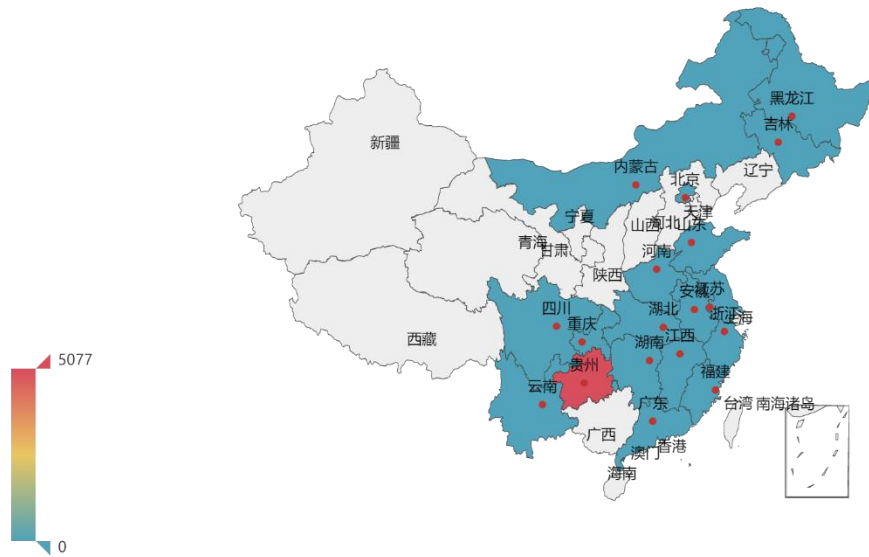 黑龙江
吉林
新疆
辽宁
内蒙古
北京
天津
宁夏
山西
河北
山东
青海
甘肃
河南
陕西
安徽
江苏
四川
湖北
浙江
上海
重庆
西藏
湖南
江西
5077
贵州
福建
云南
广东
台湾
南海诸岛
广西
香港
澳门
海南
0